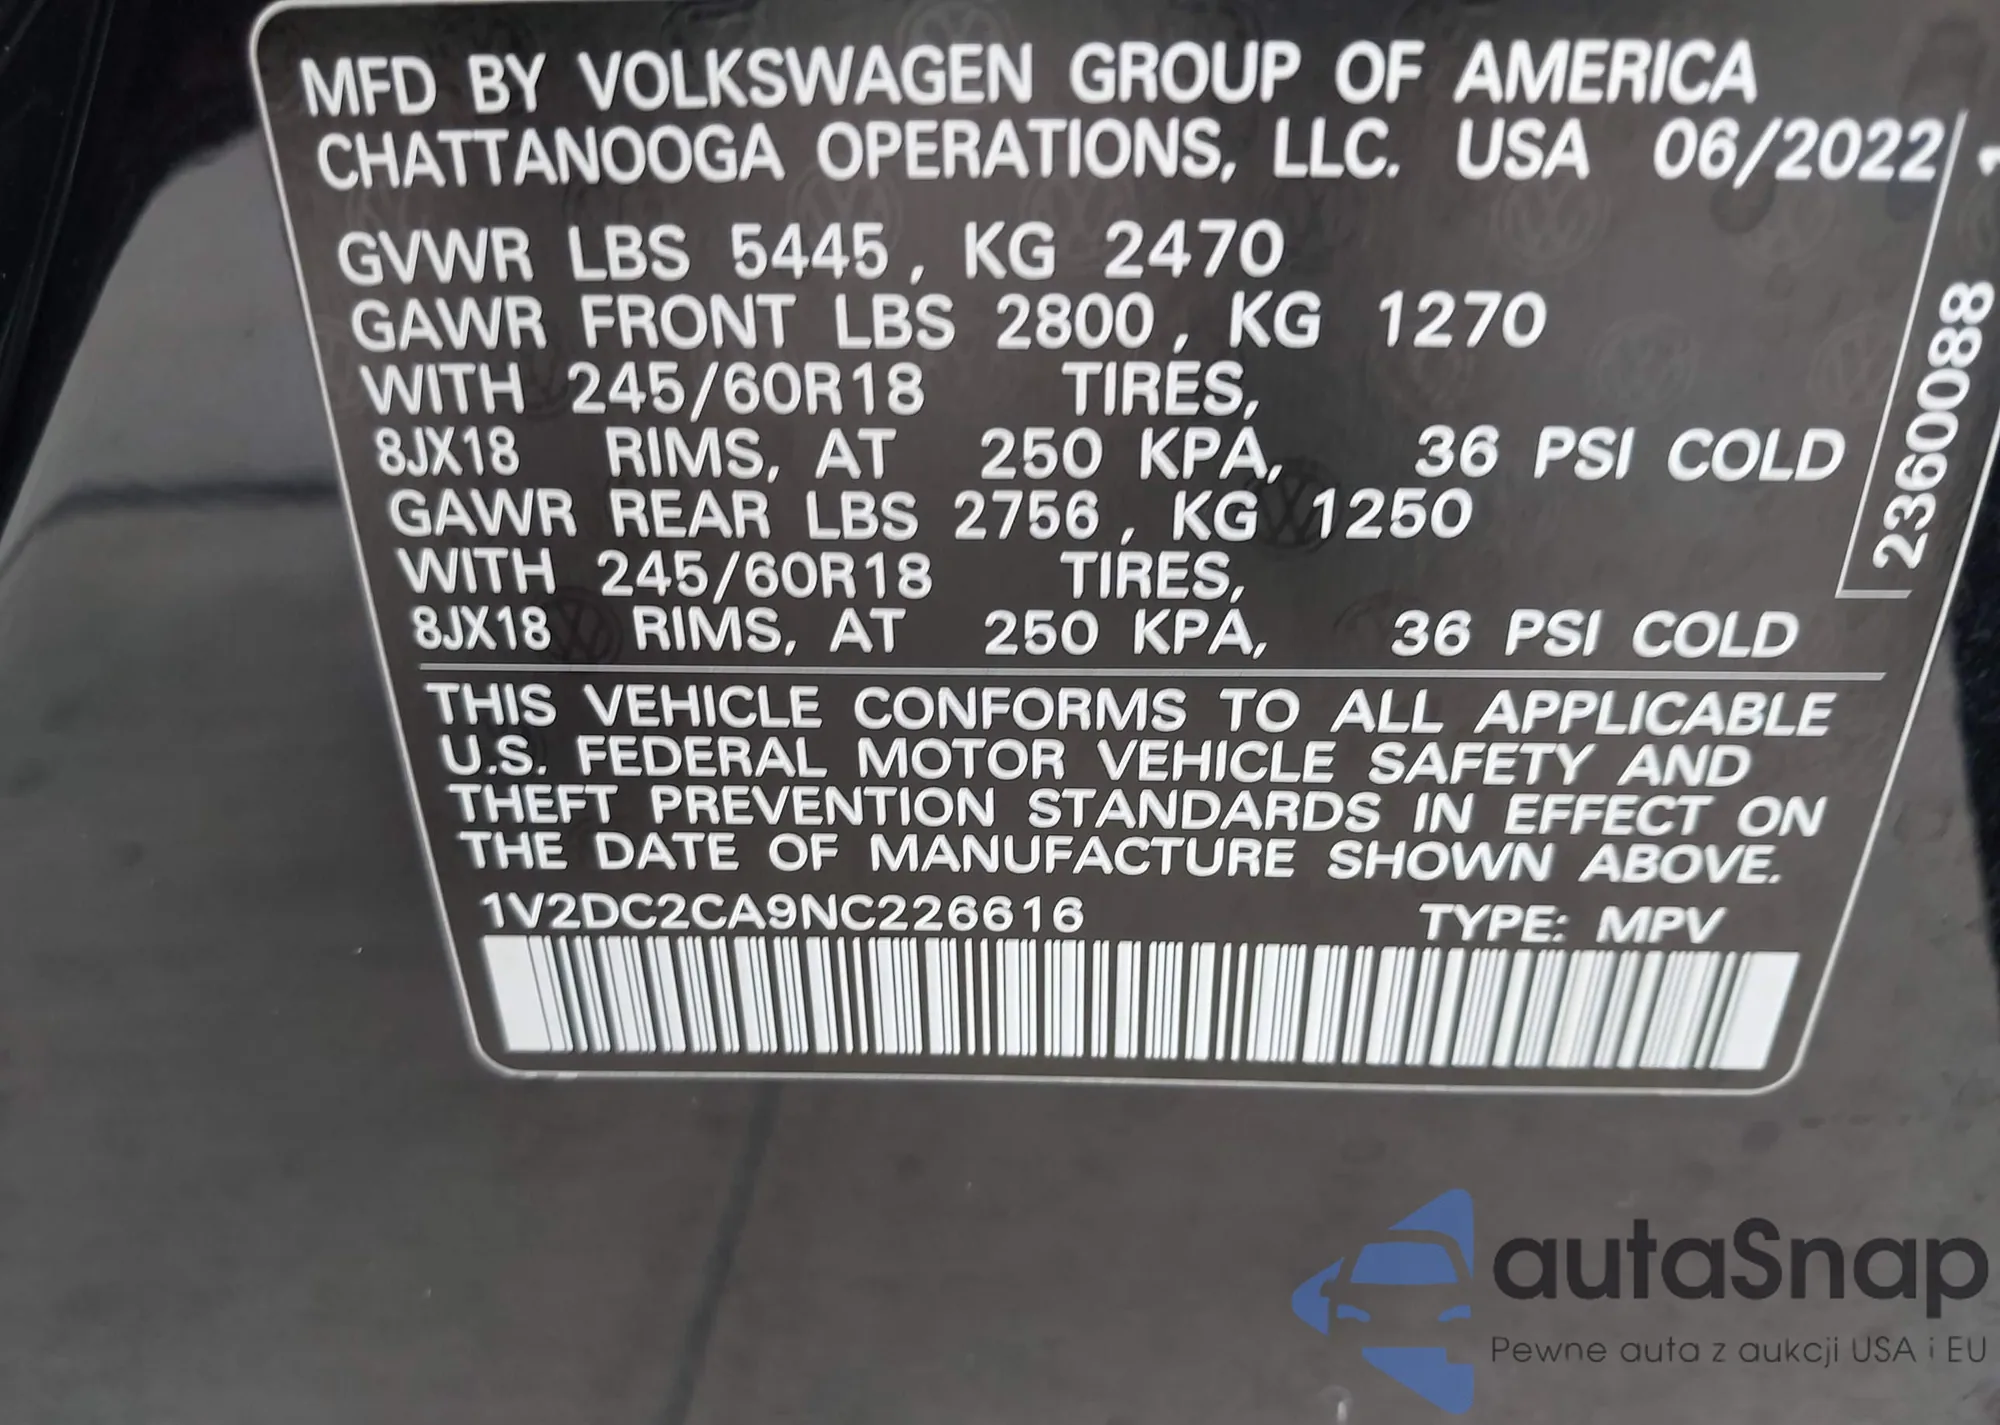 MFD BY VOLKSWAGEN GROUP OF AMERICA
CHATTANOOGA OPERATIONS, LLC. USA 06/2022
GVWR LBS 5445, KG 2470
GAWR FRONT LBS 2800, KG 1270
WITH 245/60R18 TIRES,
8JX18 RIMS, AT 250 KPA, 36 PSI COLD
GAWR REAR LBS 2756, KG 1250
WITH 245/60R18 TIRES,
8JX18 RIMS, AT 250 KPA, 36 PSI COLD
2360088
THIS VEHICLE CONFORMS TO ALL APPLICABLE
U.S. FEDERAL MOTOR VEHICLE SAFETY AND
THEFT PREVENTION STANDARDS IN EFFECT ON
THE DATE OF MANUFACTURE SHOWN ABOVE.
1V2DC2CA9NC226616 TYPE: MPV
autaSnap
Pewne auta z aukcji USA i EU